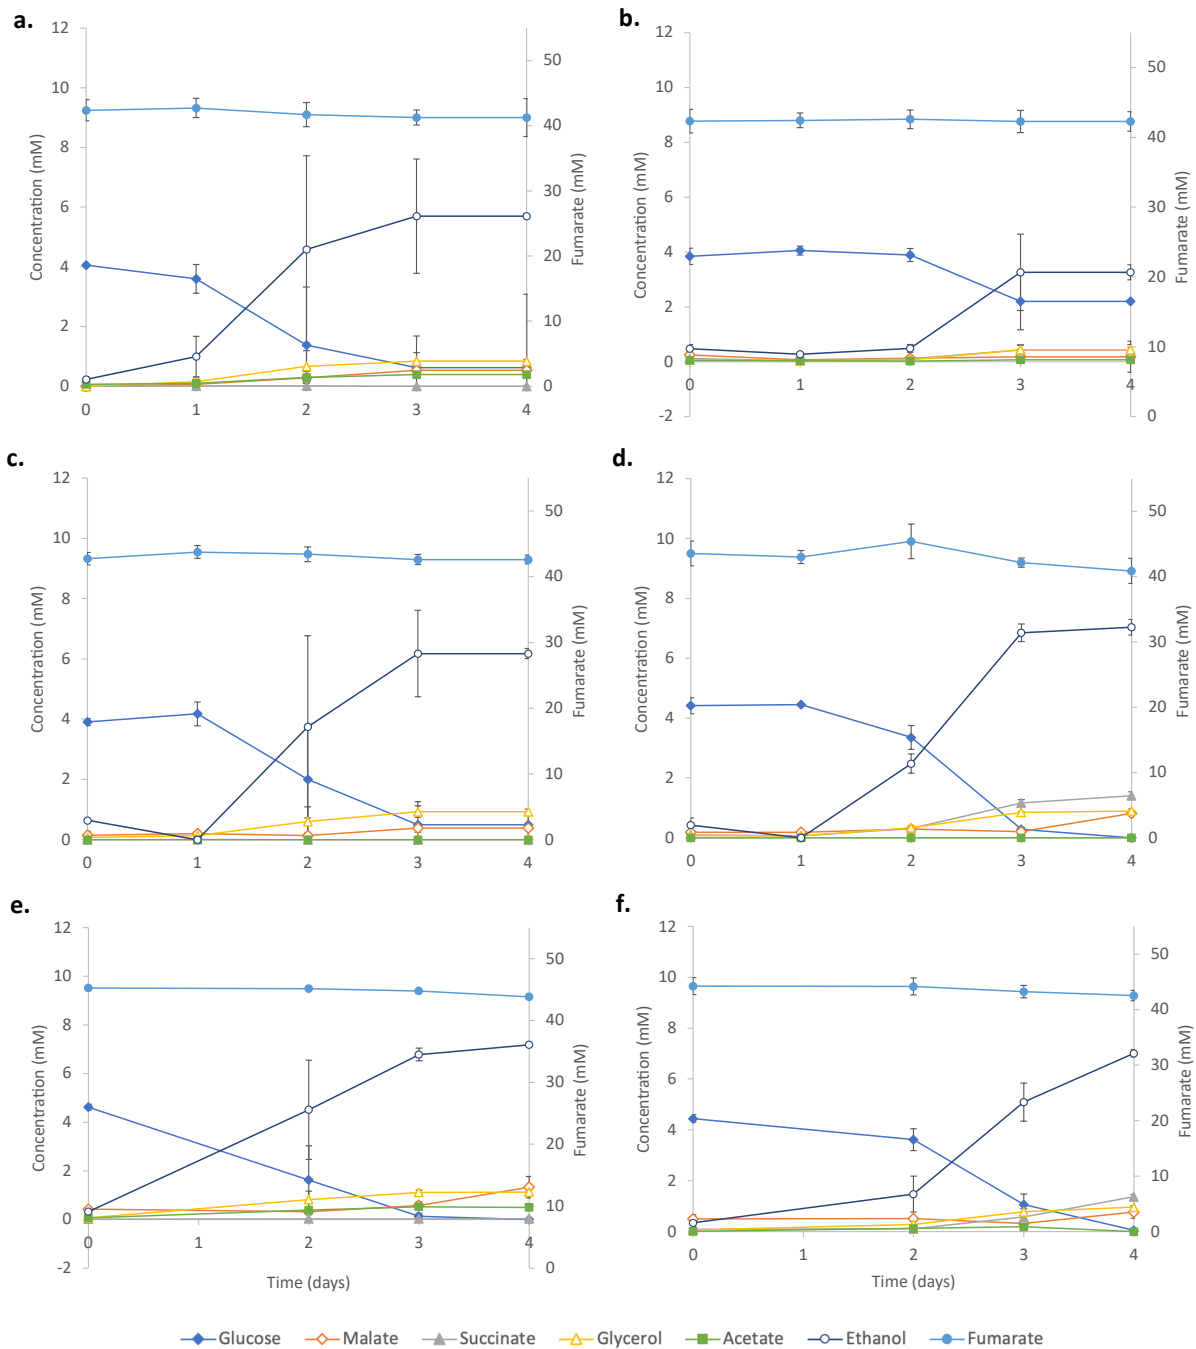 a.
12
10
8
6
4
2
0
Concentration (mM)
50
40
30
20
10
0
Fumarate (mM)
0 1 2 3 4
b.
12
10
8
6
4
2
0
-2
Concentration (mM)
50
40
30
20
10
0
Fumarate (mM)
0 1 2 3 4
c.
12
10
8
6
4
2
0
Concentration (mM)
50
40
30
20
10
0
Fumarate (mM)
0 1 2 3 4
d.
12
10
8
6
4
2
0
Concentration (mM)
50
40
30
20
10
0
Fumarate (mM)
0 1 2 3 4
e.
12
10
8
6
4
2
0
-2
Concentration (mM)
50
40
30
20
10
0
Fumarate (mM)
0 1 2 3 4
Time (days)
f.
12
10
8
6
4
2
0
Concentration (mM)
50
40
30
20
10
0
Fumarate (mM)
0 1 2 3 4
Time (days)
Glucose Malate Succinate Glycerol Acetate Ethanol Fumarate